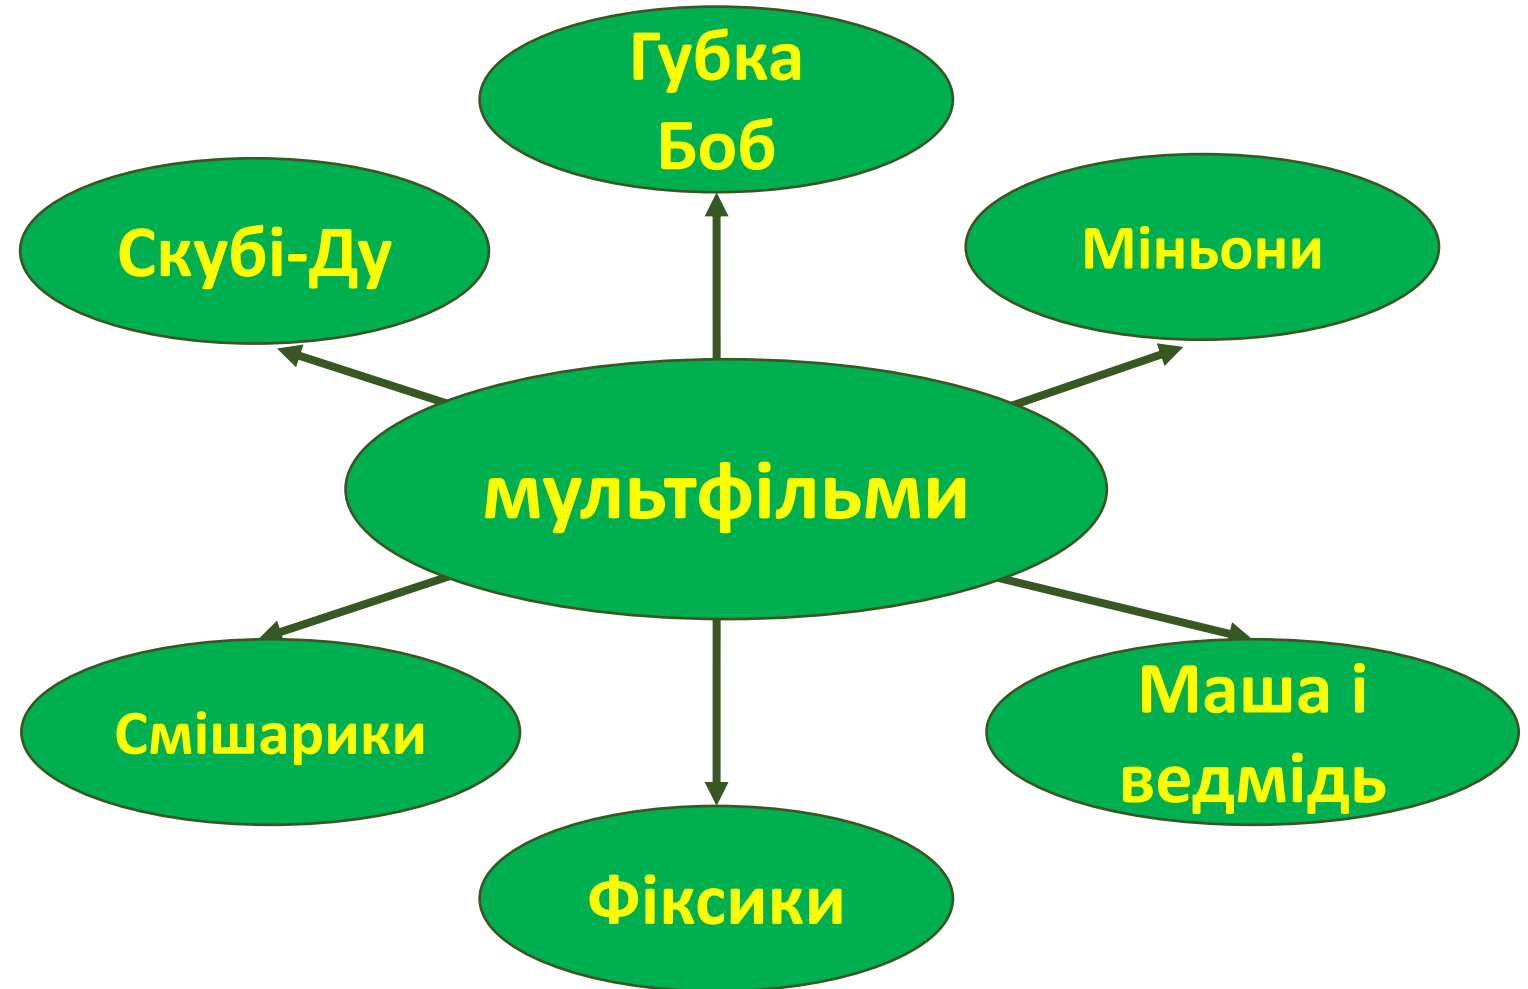 Губка
Боб
Скубі-Ду
Міньони
мультфільми
Смішарики
Маша і
ведмідь
Фіксики